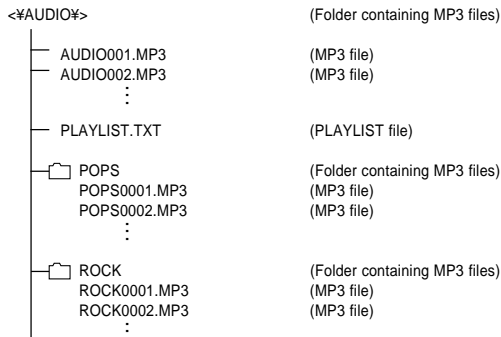 <¥AUDIO¥> (Folder containing MP3 files)
AUDIO001.MP3 (MP3 file)
AUDIO002.MP3 (MP3 file)
PLAYLIST.TXT (PLAYLIST file)
POPS (Folder containing MP3 files)
POPS0001.MP3 (MP3 file)
POPS0002.MP3 (MP3 file)
ROCK (Folder containing MP3 files)
ROCK0001.MP3 (MP3 file)
ROCK0002.MP3 (MP3 file)